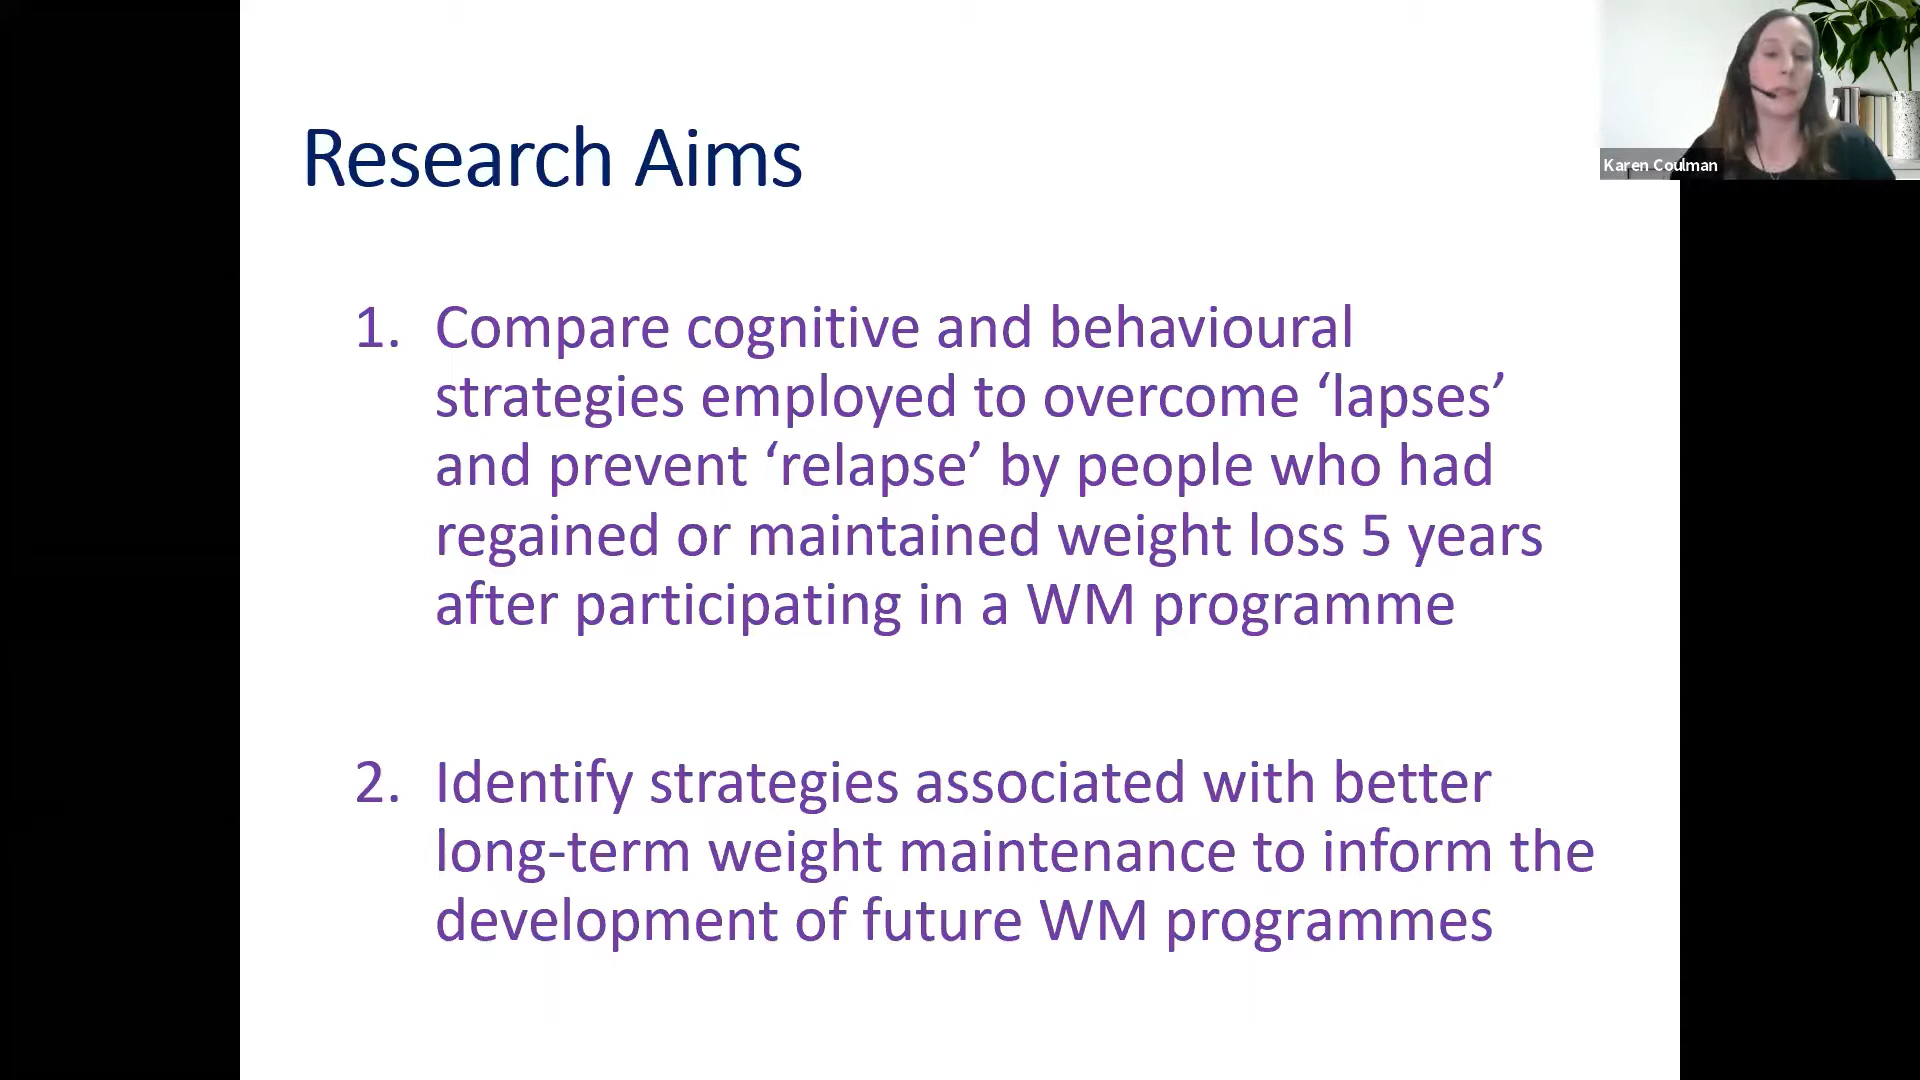 Research Aims
1. Compare cognitive and behavioural
strategies employed to overcome ‘lapses’
and prevent ‘relapse’ by people who had
regained or maintained weight loss 5 years
after participating in a WM programme
2. Identify strategies associated with better
long-term weight maintenance to inform the
development of future WM programmes
Karen Coulman